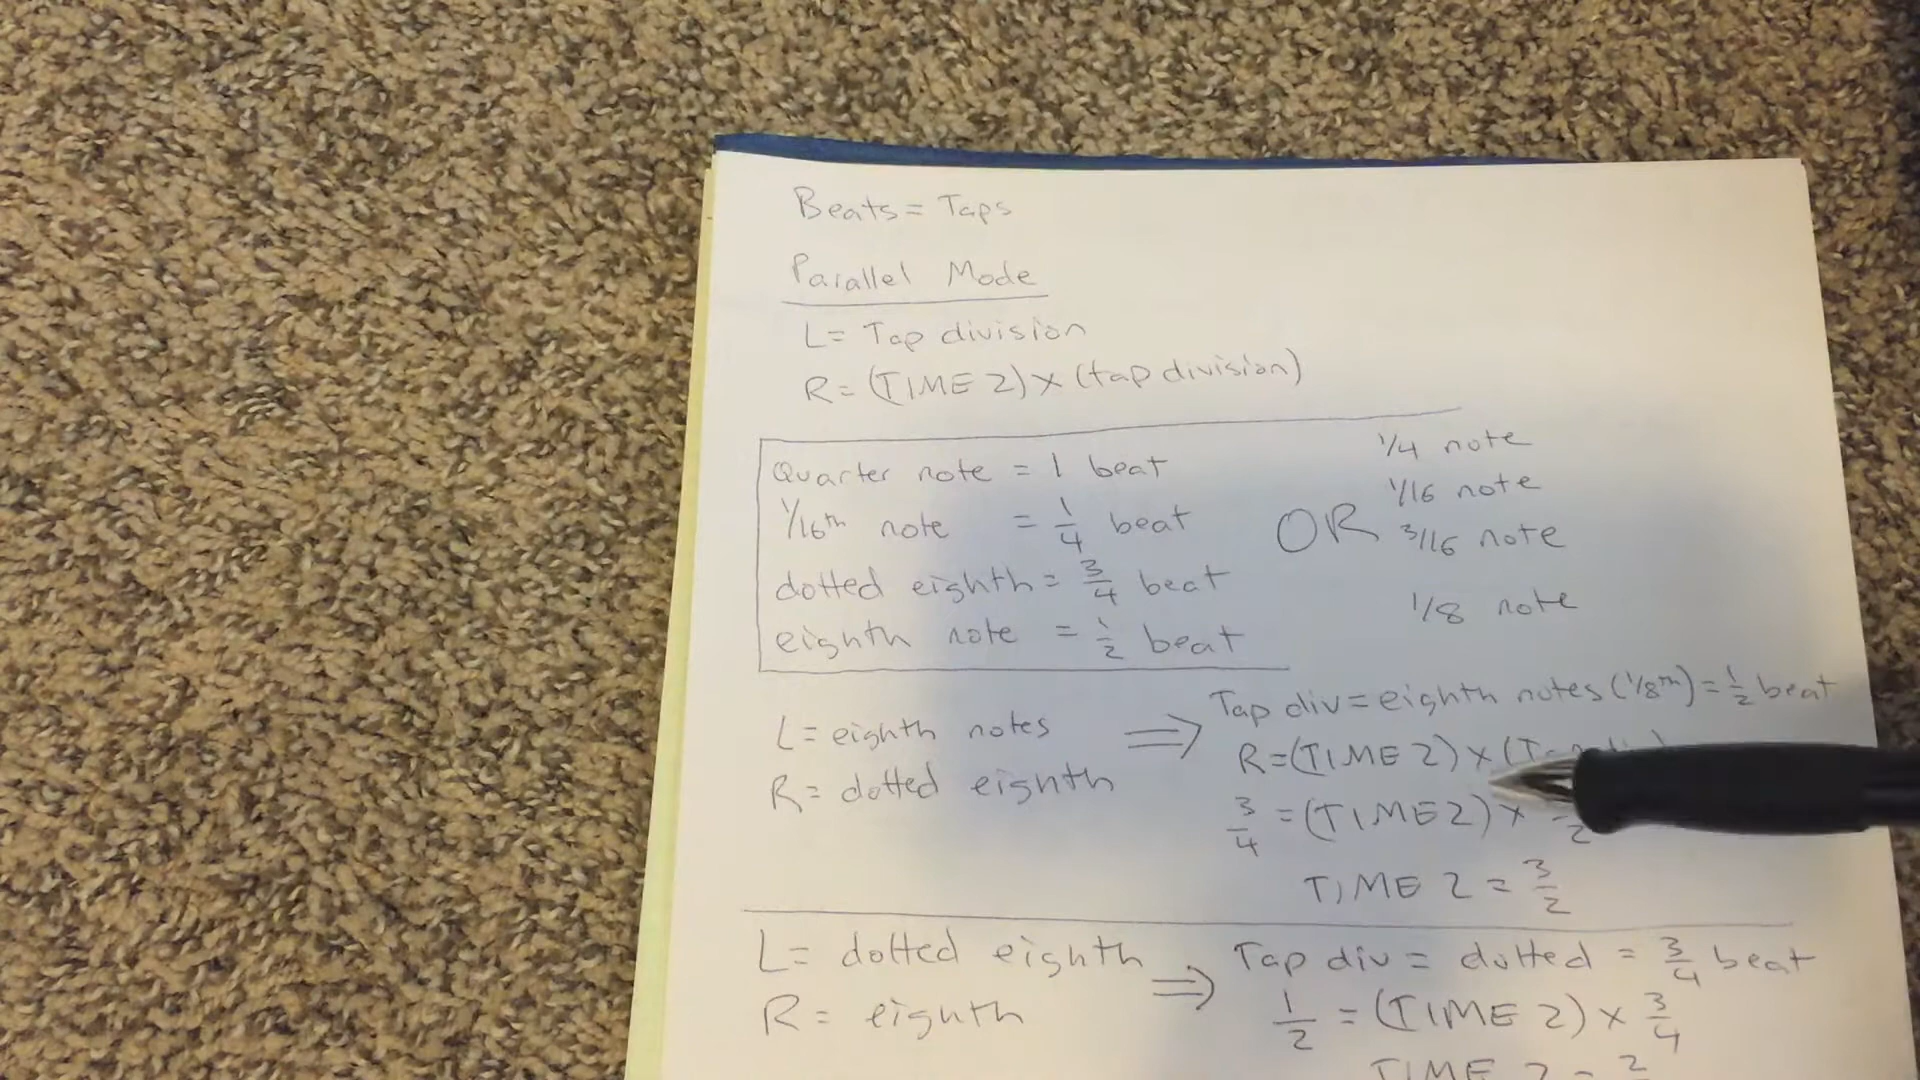 Beats = Taps
Parallel Mode
L = Tap division
R = (TIME 2) × (tap division)
Quarter note = 1 beat
1/16th note = 1/4 beat
dotted eighth = 3/4 beat
eighth note = 1/2 beat
OR
1/4 note
1/16 note
3/16 note
1/8 note
L = eighth notes
R = dotted eighth
⇒ Tap div = eighth notes (1/8th) = 1/2 beat
R = (TIME 2) ×
3/4 = (TIME 2) ×
TIME 2 = 3/2
L = dotted eighth
R = eighth
⇒ Tap div = dotted = 3/4 beat
1/2 = (TIME 2) × 3/4
TIME 2 =